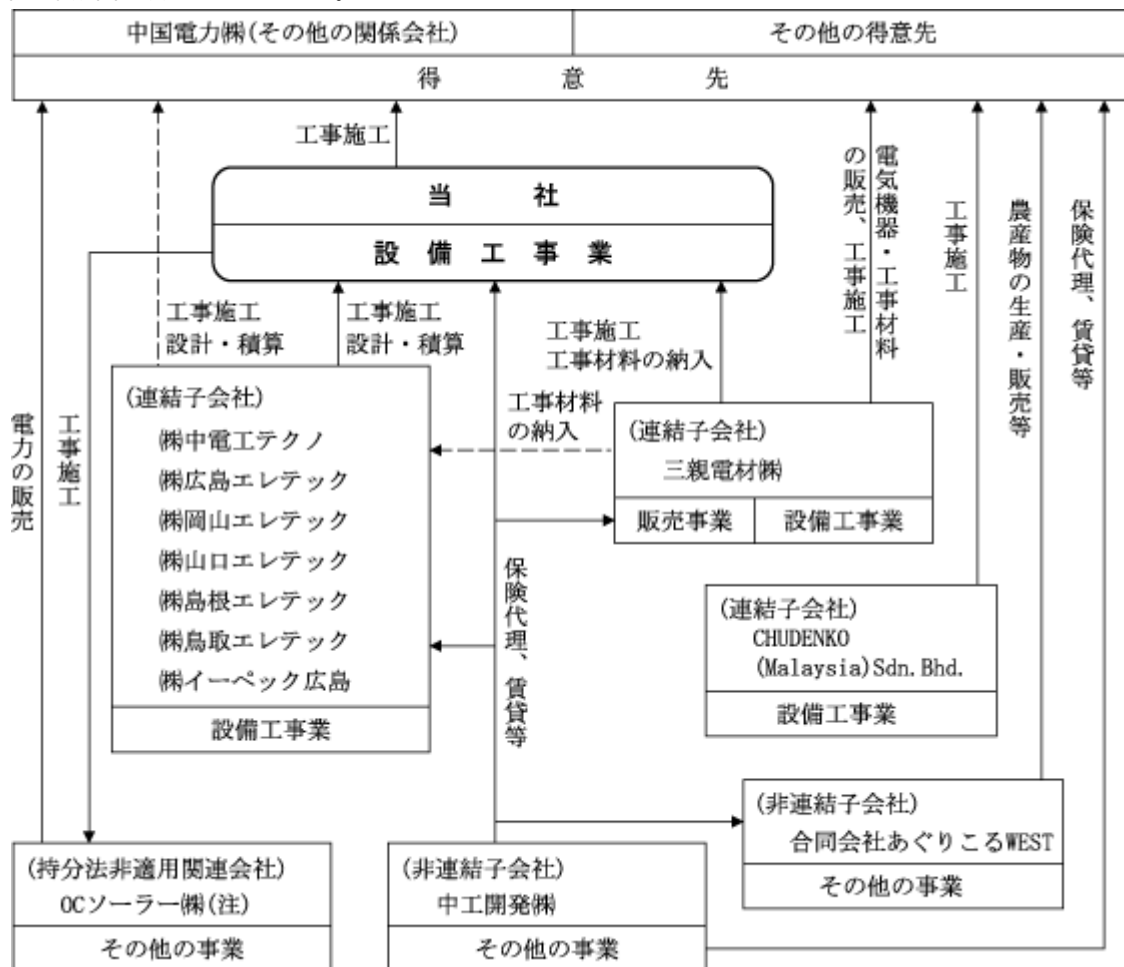 中国電力㈱(その他の関係会社)
その他の得意先
得意先
工事施工
当社
設備工事業
電気機器・工事材料
の販売、工事施工
工事施工
農産物の生産・販売等
保険代理、賃貸等
工事施工
設計・積算
工事施工
設計・積算
工事施工
工事材料の納入
電力の販売
工事施工
(連結子会社)
㈱中電工テクノ
㈱広島エレテック
㈱岡山エレテック
㈱山口エレテック
㈱島根エレテック
㈱鳥取エレテック
㈱イーペック広島
設備工事業
工事材料
の納入
(連結子会社)
三親電材㈱
販売事業
設備工事業
保険代理、賃貸等
(連結子会社)
CHUDENKO
(Malaysia)Sdn.Bhd.
設備工事業
(非連結子会社)
合同会社あぐりこるWEST
その他の事業
(持分法非適用関連会社)
OCソーラー㈱(注)
その他の事業
(非連結子会社)
中工開発㈱
その他の事業